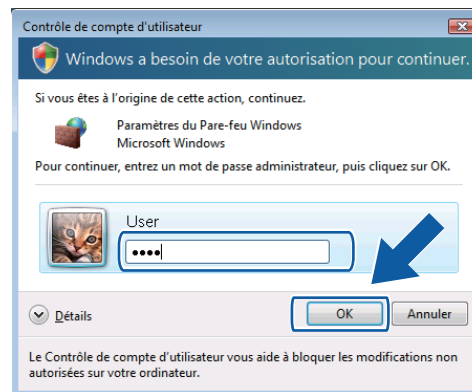 Contrôle de compte d'utilisateur
Windows a besoin de votre autorisation pour continuer.
Si vous êtes à l'origine de cette action, continuez.
Paramètres du Pare-feu Windows
Microsoft Windows
Pour continuer, entrez un mot de passe administrateur, puis cliquez sur OK.
User
••••
Détails
OK
Annuler
Le Contrôle de compte d'utilisateur vous aide à bloquer les modifications non
autorisées sur votre ordinateur.